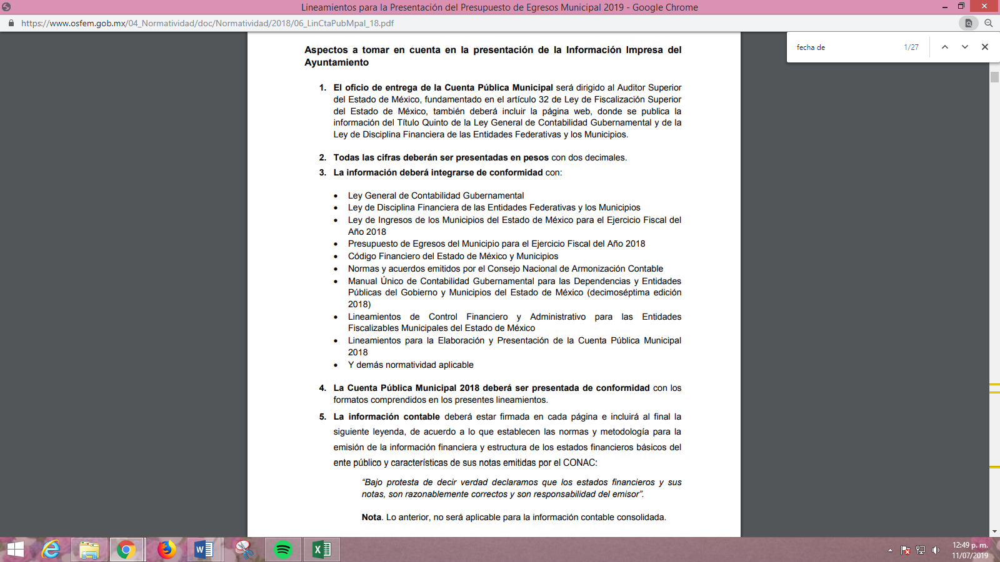 Lineamientos para la Presentación del Presupuesto de Egresos Municipal 2019 - Google Chrome
https://www.osfem.gob.mx/04_Normatividad/doc/Normatividad/2018/06_LinCtaPubMpal_18.pdf
fecha de
1/27
Aspectos a tomar en cuenta en la presentación de la Información Impresa del
Ayuntamiento
1. El oficio de entrega de la Cuenta Pública Municipal será dirigido al Auditor Superior
del Estado de México, fundamentado en el artículo 32 de Ley de Fiscalización Superior
del Estado de México, también deberá incluir la página web, donde se publica la
información del Título Quinto de la Ley General de Contabilidad Gubernamental y de la
Ley de Disciplina Financiera de las Entidades Federativas y los Municipios.
2. Todas las cifras deberán ser presentadas en pesos con dos decimales.
3. La información deberá integrarse de conformidad con:
• Ley General de Contabilidad Gubernamental
• Ley de Disciplina Financiera de las Entidades Federativas y los Municipios
• Ley de Ingresos de los Municipios del Estado de México para el Ejercicio Fiscal del
Año 2018
• Presupuesto de Egresos del Municipio para el Ejercicio Fiscal del Año 2018
• Código Financiero del Estado de México y Municipios
• Normas y acuerdos emitidos por el Consejo Nacional de Armonización Contable
• Manual Único de Contabilidad Gubernamental para las Dependencias y Entidades
Públicas del Gobierno y Municipios del Estado de México (decimoséptima edición
2018)
• Lineamientos de Control Financiero y Administrativo para las Entidades
Fiscalizables Municipales del Estado de México
• Lineamientos para la Elaboración y Presentación de la Cuenta Pública Municipal
2018
• Y demás normatividad aplicable
4. La Cuenta Pública Municipal 2018 deberá ser presentada de conformidad con los
formatos comprendidos en los presentes lineamientos.
5. La información contable deberá estar firmada en cada página e incluirá al final la
siguiente leyenda, de acuerdo a lo que establecen las normas y metodología para la
emisión de la información financiera y estructura de los estados financieros básicos del
ente público y características de sus notas emitidas por el CONAC:
“Bajo protesta de decir verdad declaramos que los estados financieros y sus
notas, son razonablemente correctos y son responsabilidad del emisor”.
Nota. Lo anterior, no será aplicable para la información contable consolidada.
12:49 p. m.
11/07/2019